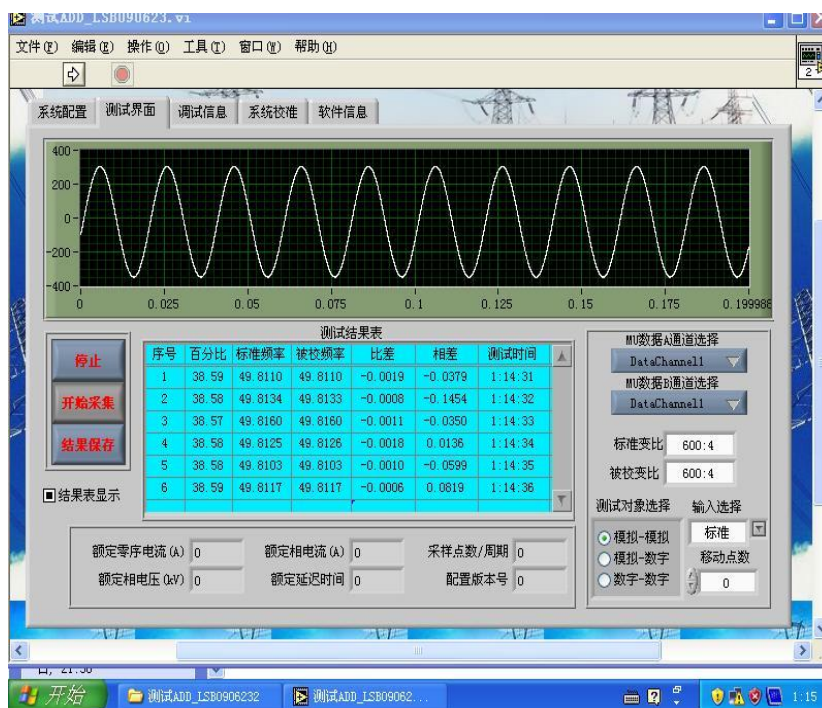 测试ADD_LSB090623.vi
文件(F) 编辑(E) 操作(O) 工具(T) 窗口(W) 帮助(H)
2
系统配置 测试界面 调试信息 系统校准 软件信息
400
200
0
-200
-400
0 0.025 0.05 0.075 0.1 0.125 0.15 0.175 0.199986
测试结果表
序号 百分比 标准频率 被校频率 比差 相差 测试时间
1 38.59 49.8110 49.8110 -0.0019 -0.0379 1:14:31
2 38.58 49.8134 49.8133 -0.0008 -0.1454 1:14:32
3 38.57 49.8160 49.8160 -0.0011 -0.0350 1:14:33
4 38.58 49.8125 49.8126 -0.0018 0.0136 1:14:34
5 38.58 49.8103 49.8103 -0.0010 -0.0599 1:14:35
6 38.59 49.8117 49.8117 -0.0006 0.0819 1:14:36
停止
开始采集
结果保存
结果表显示
MU数据A通道选择
DataChannel1
MU数据B通道选择
DataChannel1
标准变比 600:4
被校变比 600:4
测试对象选择 输入选择
模拟-模拟 标准
模拟-数字 移动点数
数字-数字 0
额定零序电流(A) 0 额定相电流(A) 0 采样点数/周期 0
额定相电压(kV) 0 额定延迟时间 0 配置版本号 0
开始 测试ADD_LSB0906232 测试ADD_LSB09062... 1:15